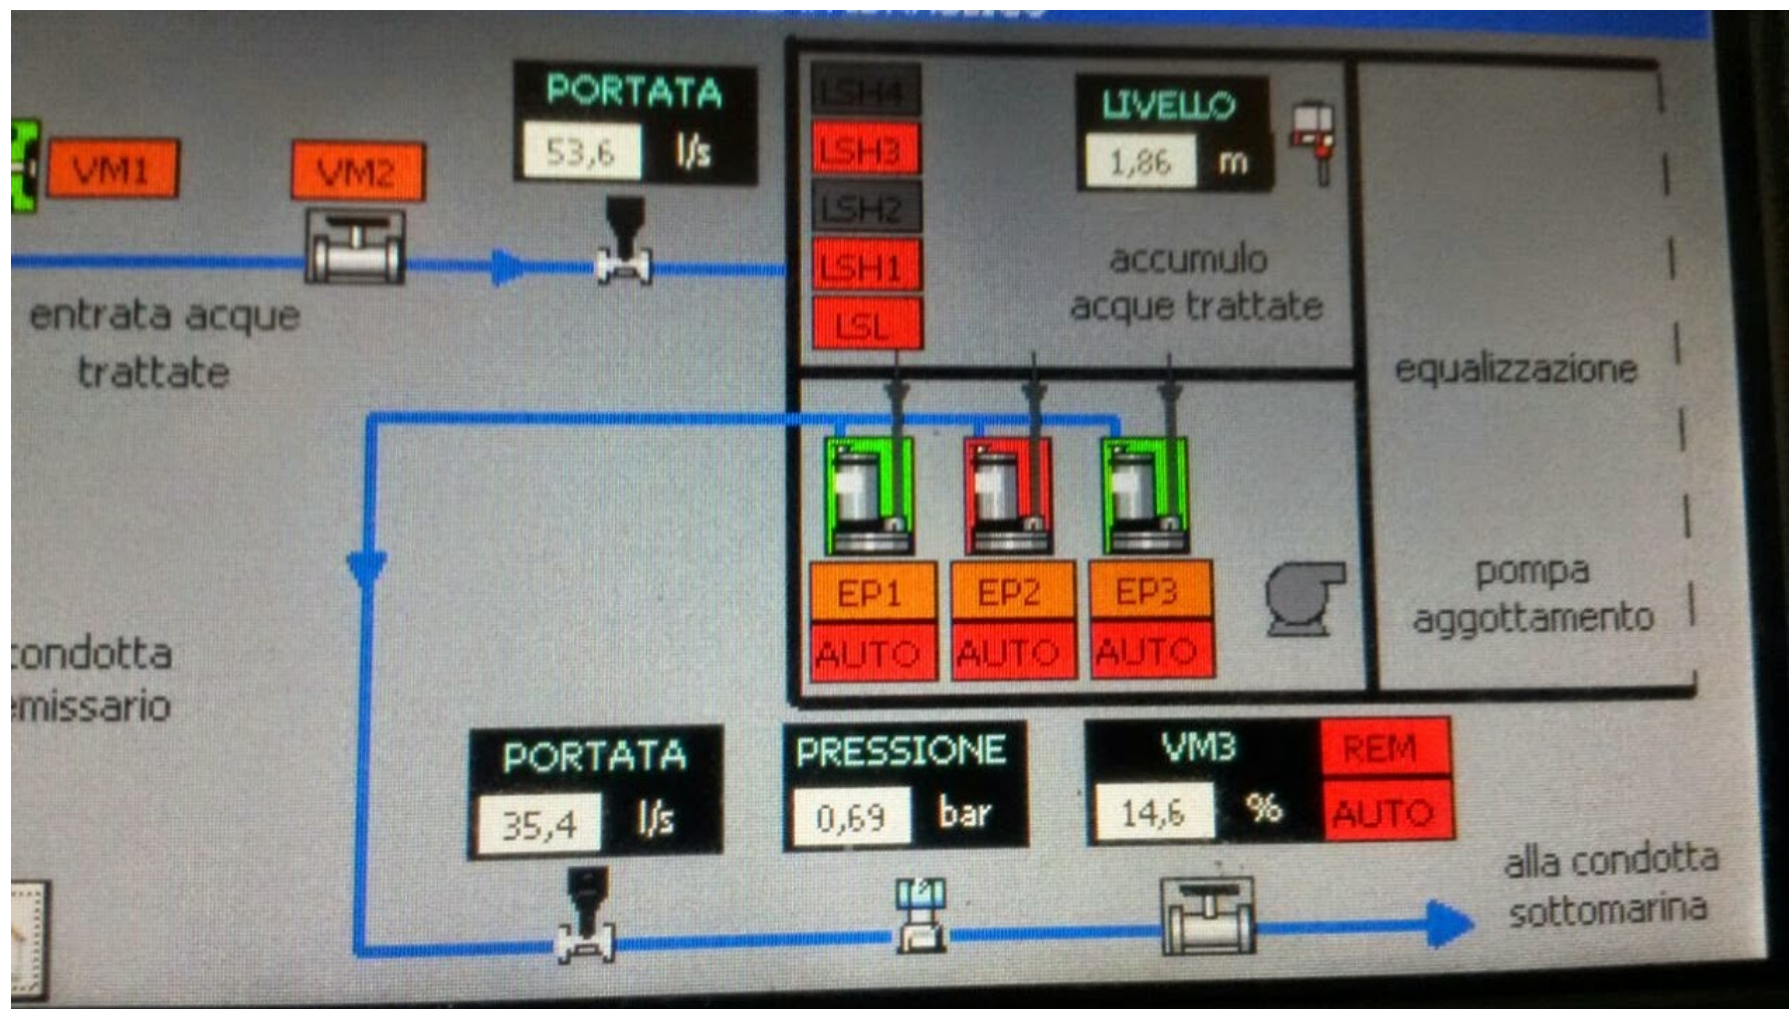 PORTATA
53,6 l/s
VM1
VM2
LSH4
LSH3
LSH2
LSH1
LSL
LIVELLO
1,86 m
entrata acque
trattate
accumulo
acque trattate
equalizzazione
EP1
AUTO
EP2
AUTO
EP3
AUTO
pompa
aggottamento
condotta
emissario
PORTATA
35,4 l/s
PRESSIONE
0,69 bar
VM3
14,6 %
REM
AUTO
alla condotta
sottomarina